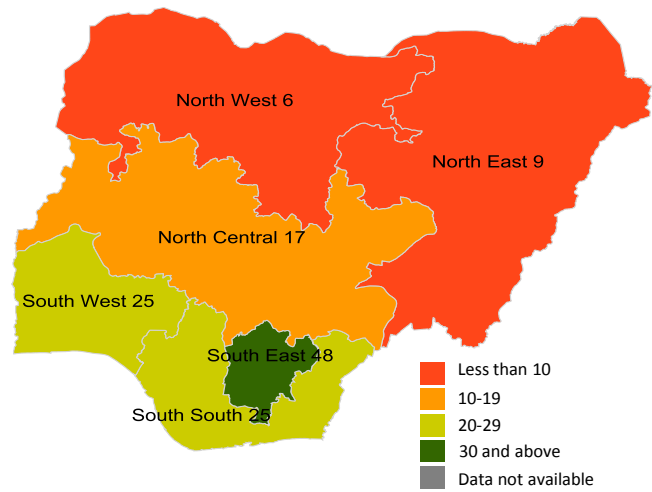 North West 6
North East 9
North Central 17
South West 25
South East 48
South South 25
Less than 10
10-19
20-29
30 and above
Data not available